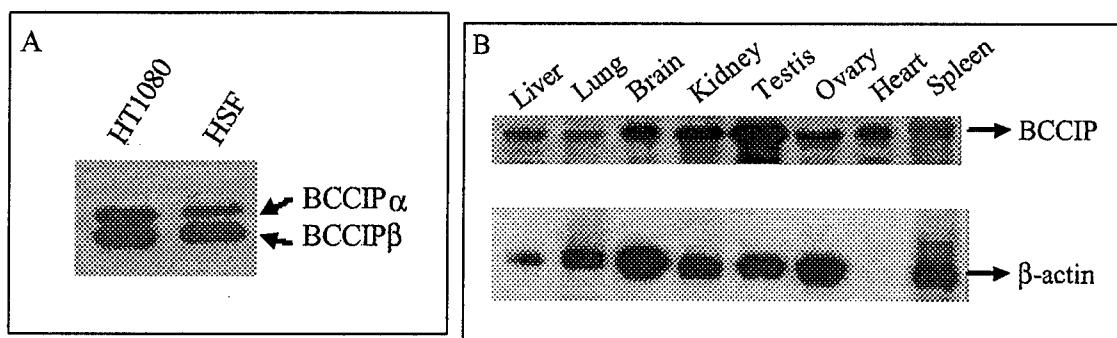 A
HT1080
HSF
BCCIPα
BCCIPβ
B
Liver
Lung
Brain
Kidney
Testis
Ovary
Heart
Spleen
BCCIP
β-actin